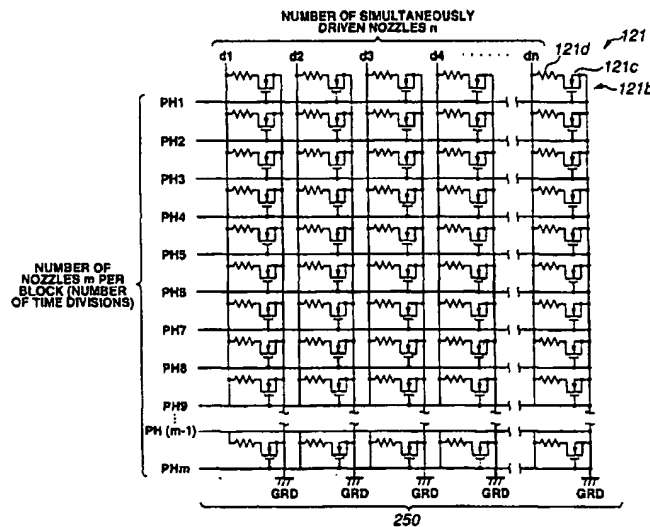 NUMBER OF SIMULTANEOUSLY
DRIVEN NOZZLES n
121
d1 d2 d3 d4 ······ dn 121d
121c
121b
PH1
PH2
PH3
PH4
PH5
NUMBER OF
NOZZLES m PER
BLOCK (NUMBER
OF TIME DIVISIONS)
PH6
PH7
PH8
PH9
PH (m-1)
PHm
GRD GRD GRD GRD GRD
250